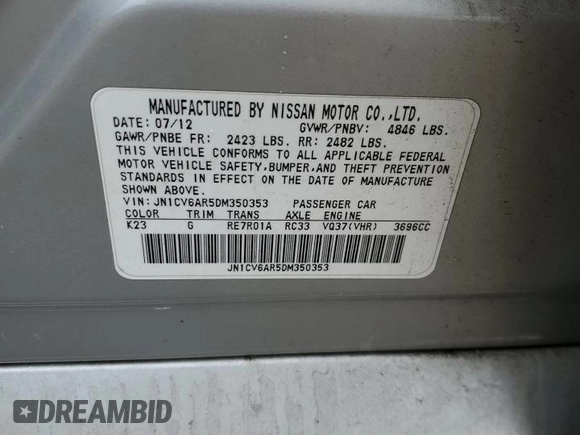 MANUFACTURED BY NISSAN MOTOR CO.,LTD.
DATE: 07/12 GVWR/PNBV: 4846 LBS.
GAWR/PNBE FR: 2423 LBS. RR: 2482 LBS.
THIS VEHICLE CONFORMS TO ALL APPLICABLE FEDERAL
MOTOR VEHICLE SAFETY,BUMPER,AND THEFT PREVENTION
STANDARDS IN EFFECT ON THE DATE OF MANUFACTURE
SHOWN ABOVE.
VIN: JN1CV6AR5DM350353 PASSENGER CAR
COLOR TRIM TRANS AXLE ENGINE
K23 G RE7R01A RC33 VQ37(VHR) 3696CC
JN1CV6AR5DM350353
DREAMBID